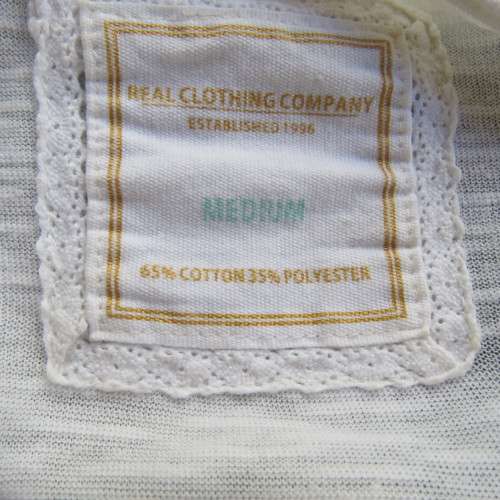 REAL CLOTHING COMPANY
ESTABLISHED 1996
MEDIUM
65% COTTON 35% POLYESTER